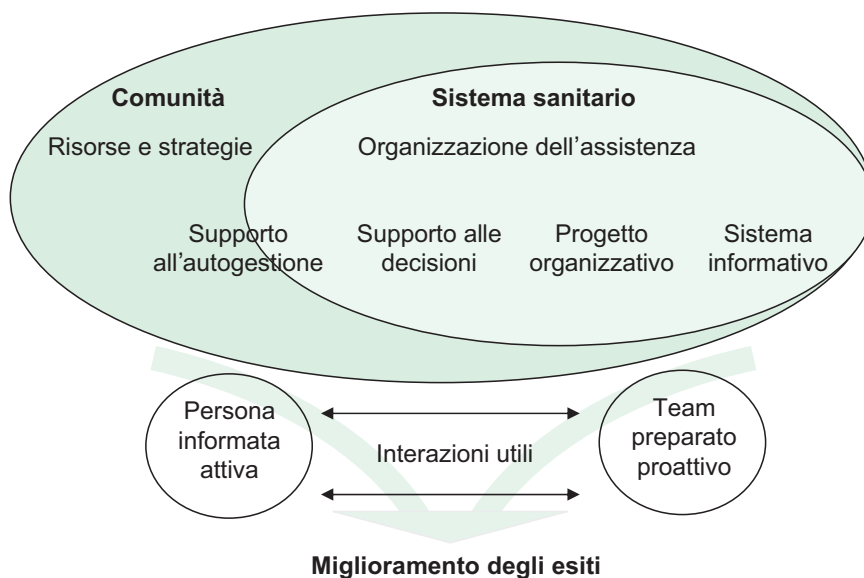 Comunità
Sistema sanitario
Risorse e strategie
Organizzazione dell’assistenza
Supporto
all’autogestione
Supporto alle
decisioni
Progetto
organizzativo
Sistema
informativo
Persona
informata
attiva
Interazioni utili
Team
preparato
proattivo
Miglioramento degli esiti